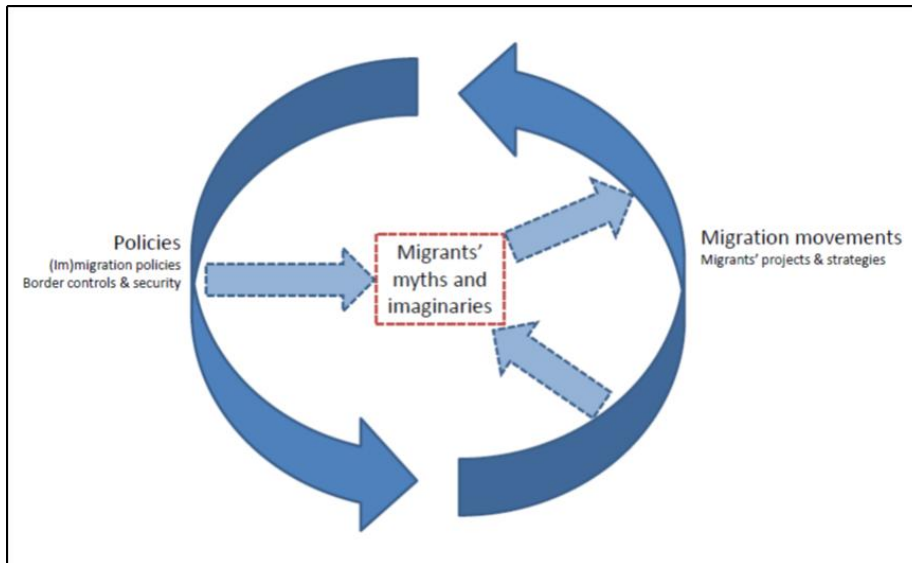 Policies
(Im)migration policies
Border controls & security
Migrants'
myths and
imaginaries
Migration movements
Migrants' projects & strategies